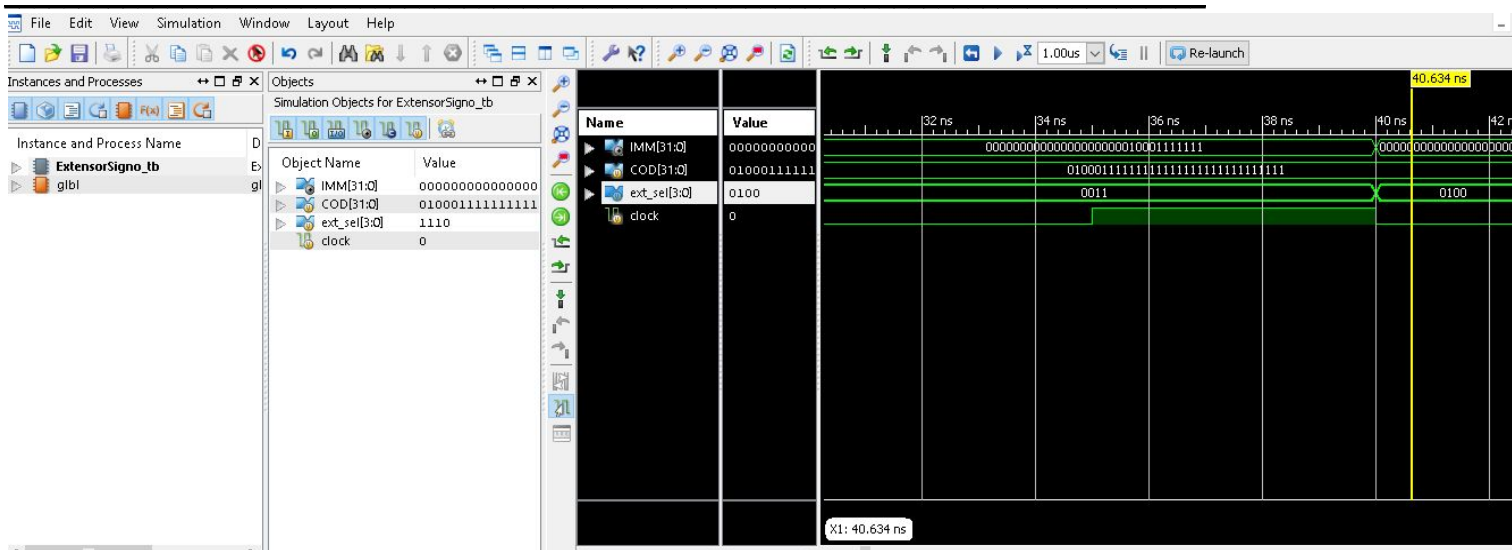 File Edit View Simulation Window Layout Help
1.00us Re-launch
Instances and Processes
F(x)
Instance and Process Name D
ExtensorSigno_tb E
glbl gl
Objects
Simulation Objects for ExtensorSigno_tb
Object Name Value
IMM[31:0] 000000000000000
COD[31:0] 010001111111111
ext_sel[3:0] 1110
clock 0
Name Value
IMM[31:0] 00000000000
COD[31:0] 01000111111
ext_sel[3:0] 0100
clock 0
40.634 ns
32 ns 34 ns 36 ns 38 ns 40 ns 42 n
01000111111111111111111111111111
0011 0100
X1: 40.634 ns